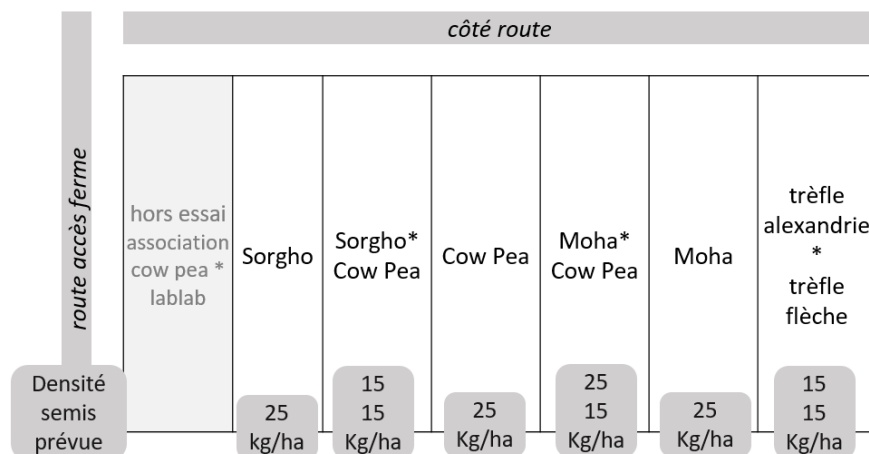 côté route
route accès ferme
hors essai
association
cow pea *
lablab
Sorgho
Sorgho*
Cow Pea
Cow Pea
Moha*
Cow Pea
Moha
trèfle
alexandrie
*
trèfle
flèche
Densité
semis
prévue
25
kg/ha
15
15
Kg/ha
25
Kg/ha
25
15
Kg/ha
25
Kg/ha
15
15
Kg/ha